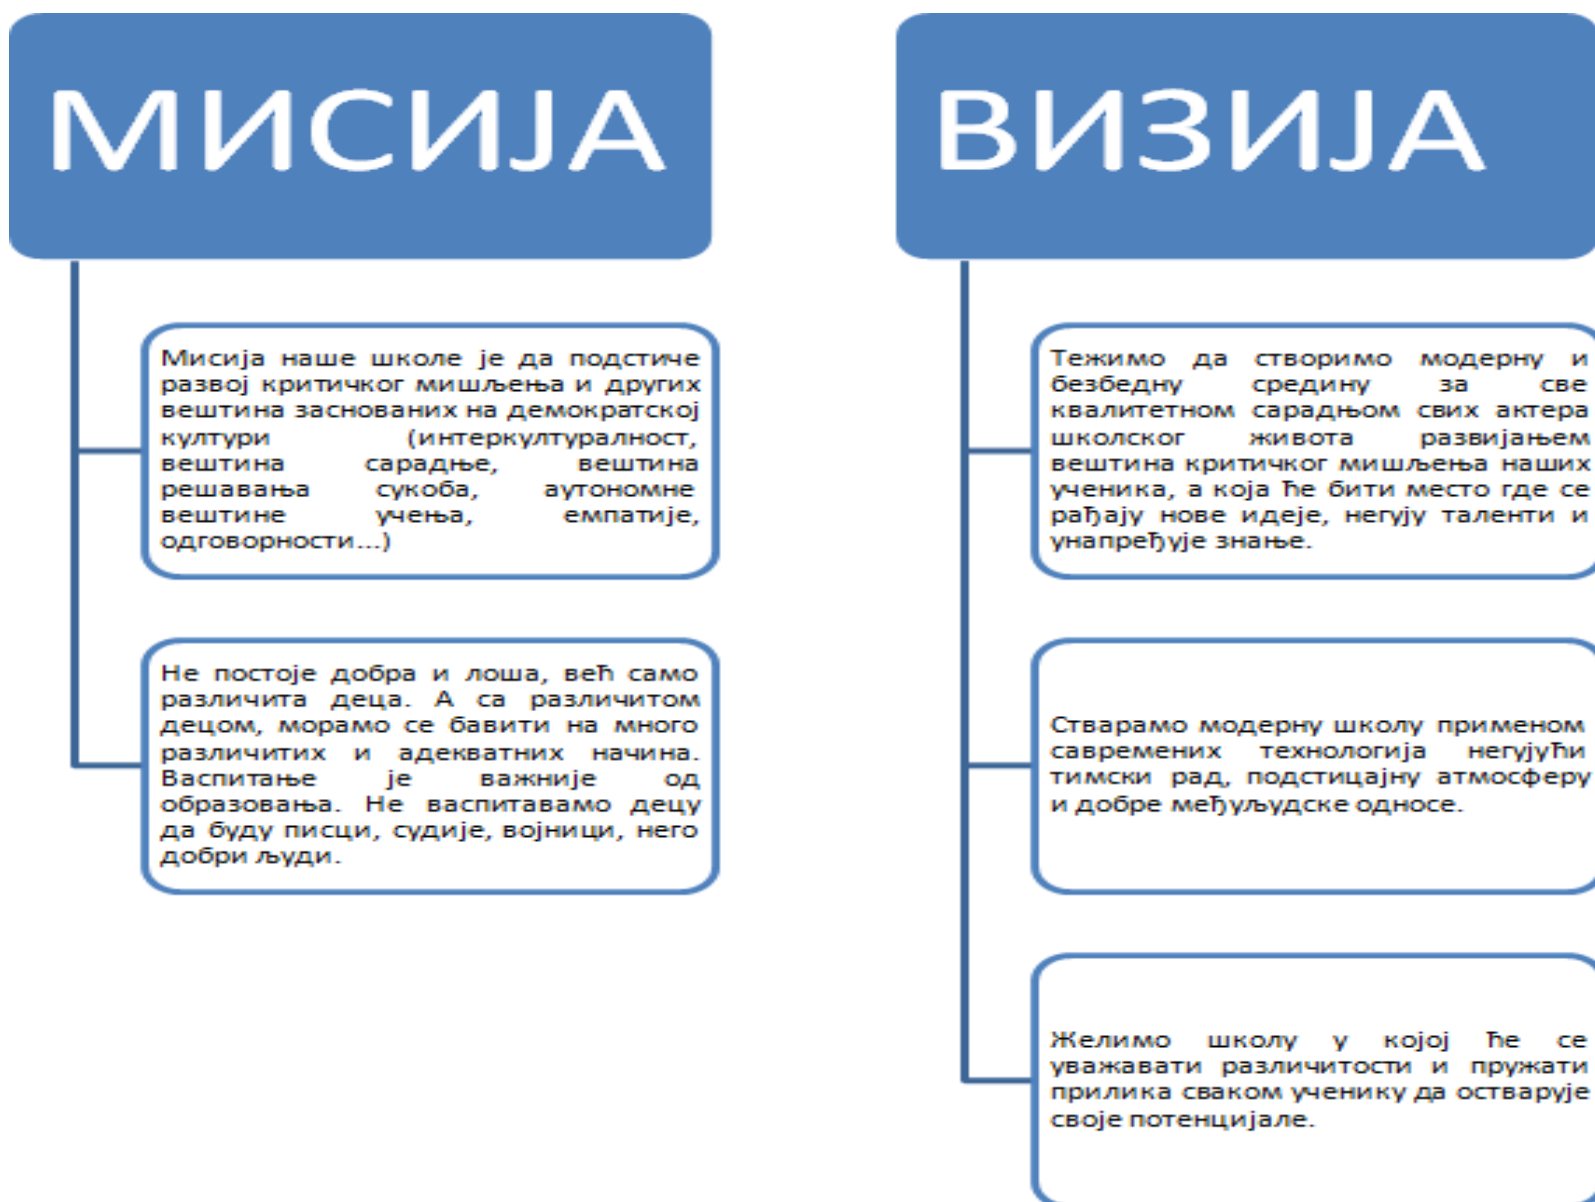 МИСИЈА
Мисија наше школе је да подстиче
развој критичког мишљења и других
вештина заснованих на демократској
култури (интеркултуралност,
вештина сарадње, вештина
решавања сукоба, аутономне
вештине учења, емпатије,
одговорности...)
Не постоје добра и лоша, већ само
различита деца. А са различитом
децом, морамо се бавити на много
различитих и адекватних начина.
Васпитање је важније од
образовања. Не васпитавамо децу
да буду писци, судије, војници, него
добри људи.
ВИЗИЈА
Тежимо да створимо модерну и
безбедну средину за све
квалитетном сарадњом свих актера
школског живота развијањем
вештина критичког мишљења наших
ученика, а која ће бити место где се
рађају нове идеје, негују таленти и
унапређује знање.
Стварамо модерну школу применом
савремених технологија негујући
тимски рад, подстицајну атмосферу
и добре међуљудске односе.
Желимо школу у којој ће се
уважавати различитости и пружати
прилика сваком ученику да остварује
своје потенцијале.